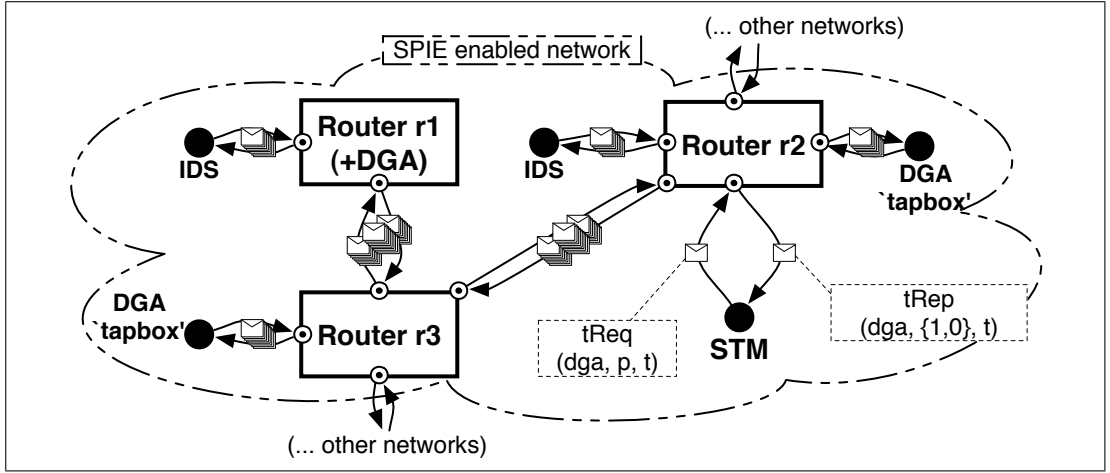 (... other networks)
SPIE enabled network
Router r1
(+DGA)
IDS
IDS
Router r2
DGA
`tapbox'
DGA
`tapbox'
Router r3
tReq
(dga, p, t)
STM
tRep
(dga, {1,0}, t)
(... other networks)